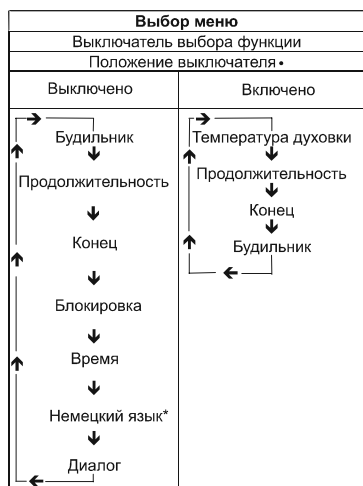 Выбор меню
Выключатель выбора функции
Положение выключателя•
Выключено
Включено
Будильник
Продолжительность
Конец
Блокировка
Время
Немецкий язык*
Диалог
Температура духовки
Продолжительность
Конец
Будильник